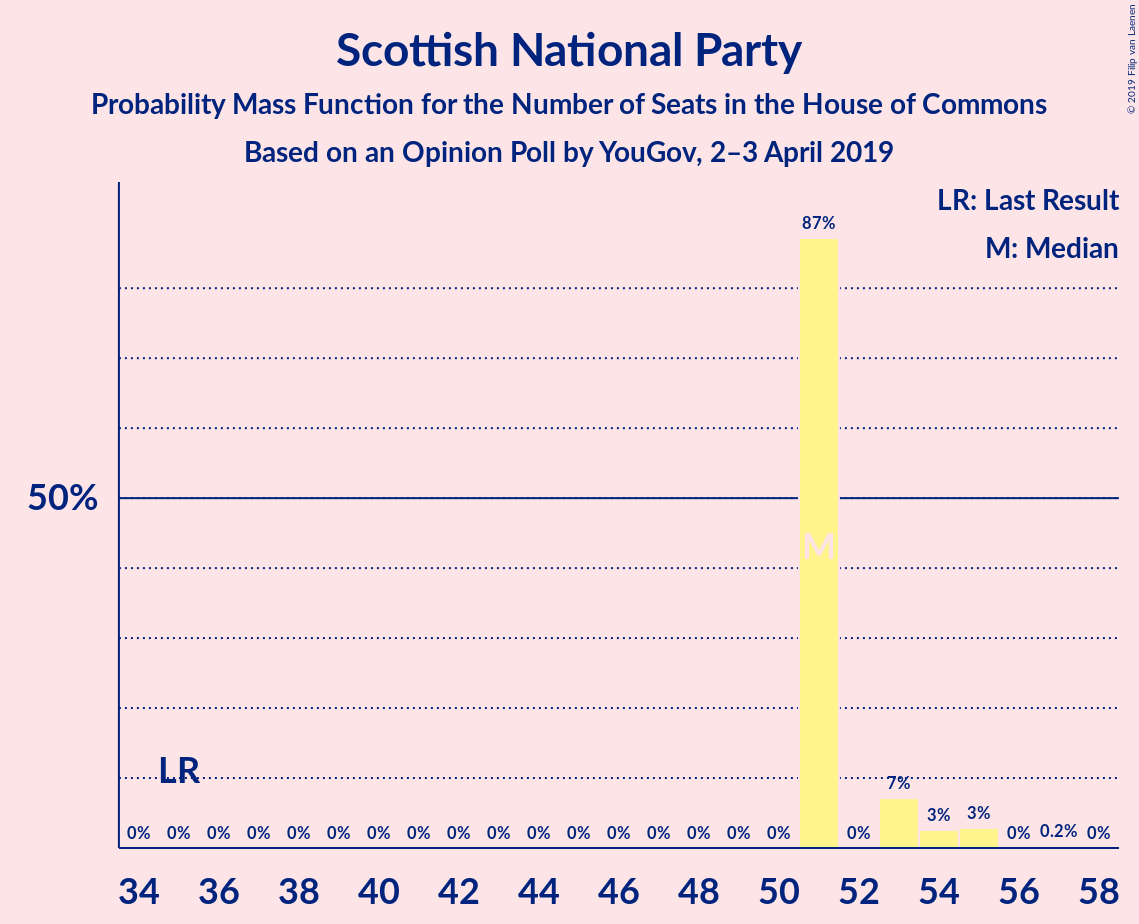 Scottish National Party
Probability Mass Function for the Number of Seats in the House of Commons
Based on an Opinion Poll by YouGov, 2–3 April 2019
© 2019 Filip van Laenen
LR: Last Result
M: Median
87%
50%
M
LR
7%
0% 0% 0% 0% 0% 0% 0% 0% 0% 0% 0% 0% 0% 0% 0% 0% 0% 0% 3% 3% 0% 0.2% 0%
34 36 38 40 42 44 46 48 50 52 54 56 58